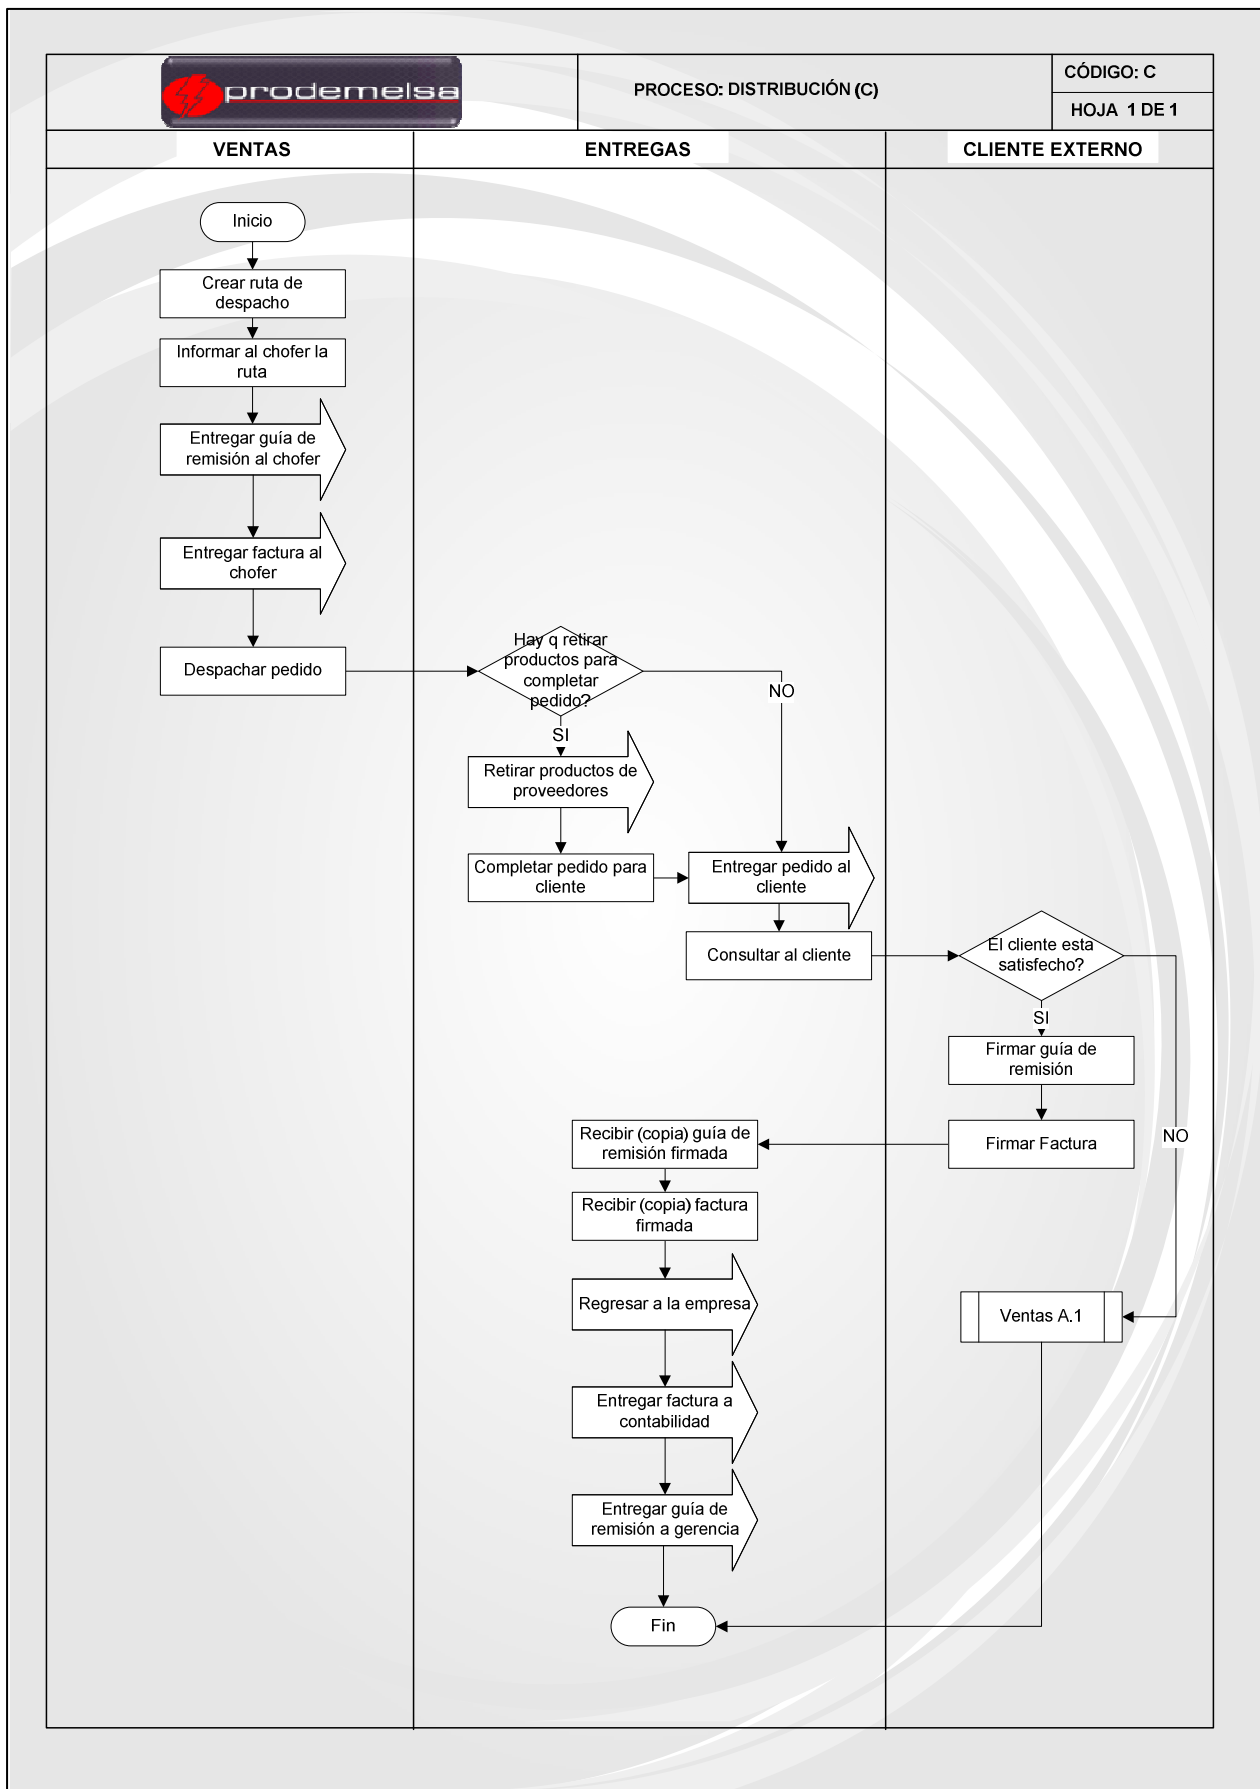 prodemelsa
PROCESO: DISTRIBUCIÓN (C)
CÓDIGO: C
HOJA 1 DE 1
VENTAS
ENTREGAS
CLIENTE EXTERNO
Inicio
Crear ruta de
despacho
Informar al chofer la
ruta
Entregar guía de
remisión al chofer
Entregar factura al
chofer
Despachar pedido
Hay q retirar
productos para
completar
pedido?
NO
SI
Retirar productos de
proveedores
Completar pedido para
cliente
Entregar pedido al
cliente
Consultar al cliente
El cliente esta
satisfecho?
SI
Firmar guía de
remisión
Firmar Factura
NO
Recibir (copia) guía de
remisión firmada
Recibir (copia) factura
firmada
Regresar a la empresa
Ventas A.1
Entregar factura a
contabilidad
Entregar guía de
remisión a gerencia
Fin